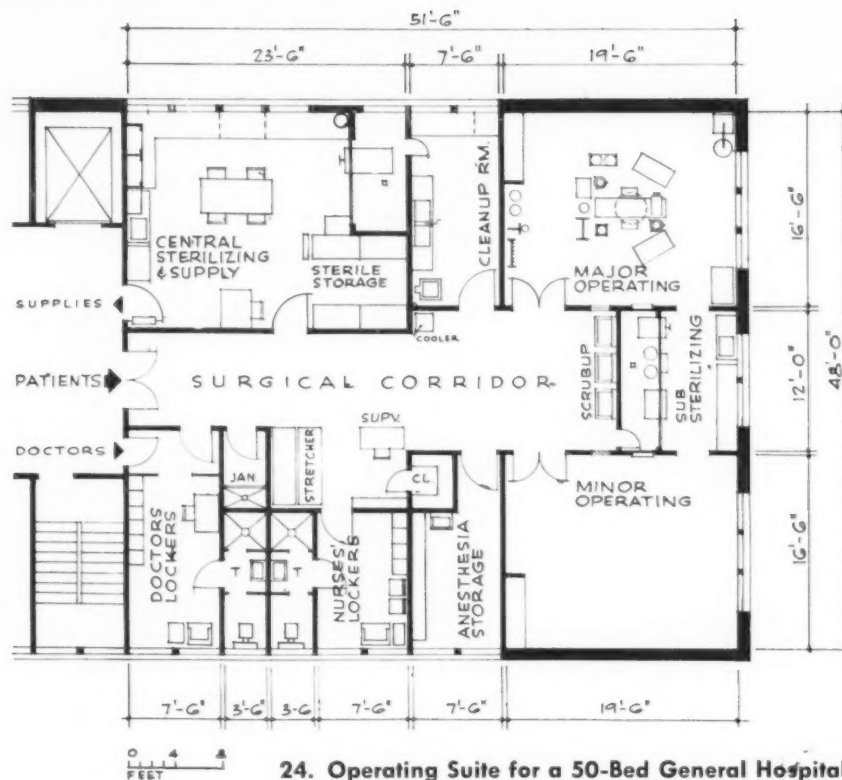 51'-6"
23'-6"
7'-6"
19'-6"
CLEANUP RM.
CENTRAL
STERILIZING
& SUPPLY
STERILE
STORAGE
MAJOR
OPERATING
16'-6"
SUPPLIES
COOLER
PATIENTS
SURGICAL CORRIDOR
SCRUBUP
SUB
STERILIZING
12'-0"
48'-0"
DOCTORS
SUPV.
JAN
STRETCHER
CL.
MINOR
OPERATING
DOCTORS
LOCKERS
T
T
NURSES'
LOCKERS
ANESTHESIA
STORAGE
16'-6"
7'-6"
3'-6"
3'-6
7'-6"
7'-6"
19'-6"
0 4 8
FEET
24. Operating Suite for a 50-Bed General Hospital